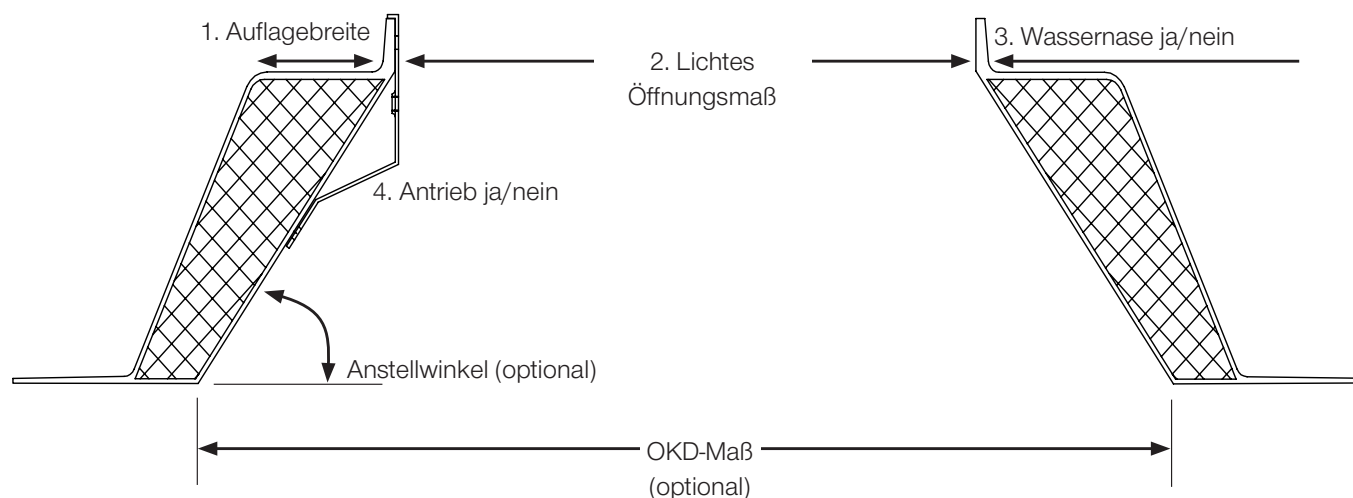 1. Auflagebreite
3. Wassernase ja/nein
2. Lichtes
Öffnungsmaß
4. Antrieb ja/nein
Anstellwinkel (optional)
OKD-Maß
(optional)